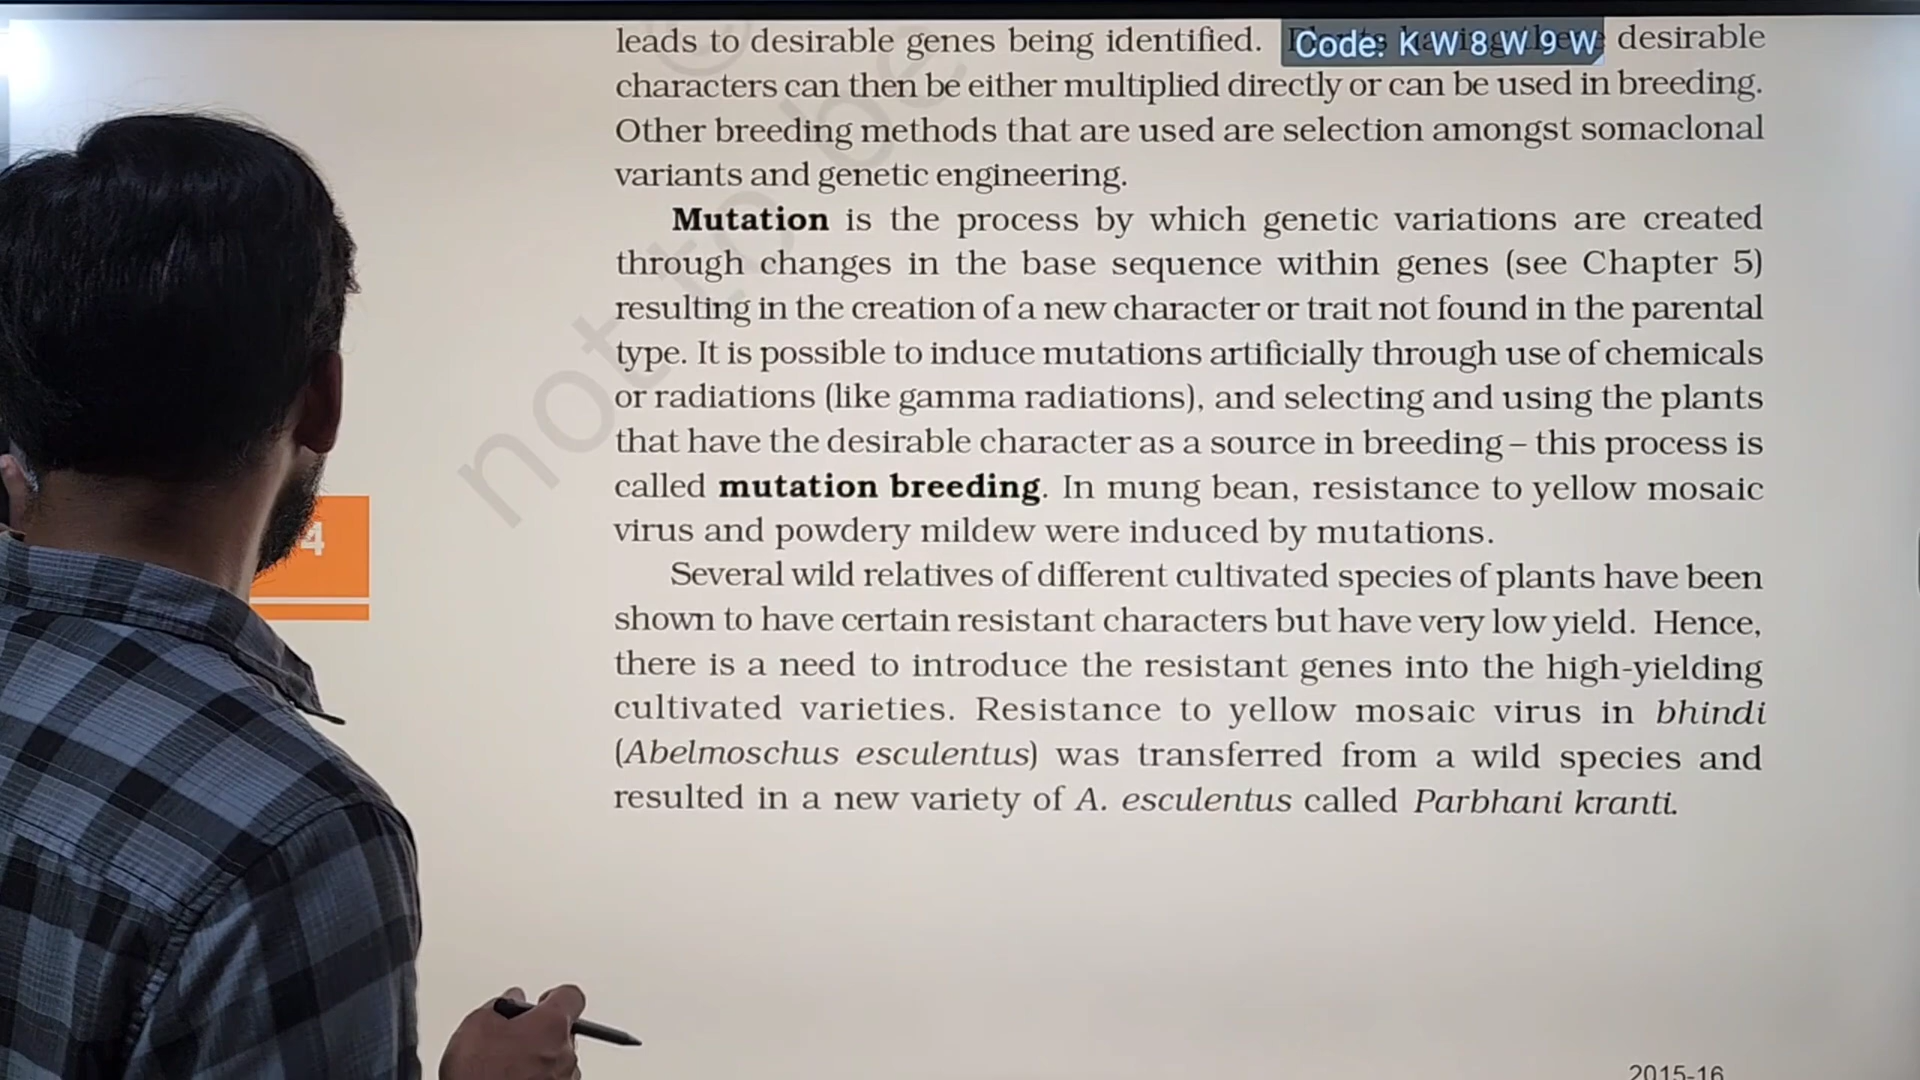 leads to desirable genes being identified. desirable
Code: K W 8 W 9 W
characters can then be either multiplied directly or can be used in breeding.
Other breeding methods that are used are selection amongst somaclonal
variants and genetic engineering.
Mutation is the process by which genetic variations are created
through changes in the base sequence within genes (see Chapter 5)
resulting in the creation of a new character or trait not found in the parental
type. It is possible to induce mutations artificially through use of chemicals
or radiations (like gamma radiations), and selecting and using the plants
that have the desirable character as a source in breeding – this process is
called mutation breeding. In mung bean, resistance to yellow mosaic
virus and powdery mildew were induced by mutations.
Several wild relatives of different cultivated species of plants have been
shown to have certain resistant characters but have very low yield. Hence,
there is a need to introduce the resistant genes into the high-yielding
cultivated varieties. Resistance to yellow mosaic virus in bhindi
(Abelmoschus esculentus) was transferred from a wild species and
resulted in a new variety of A. esculentus called Parbhani kranti.
not to be
4
2015-16